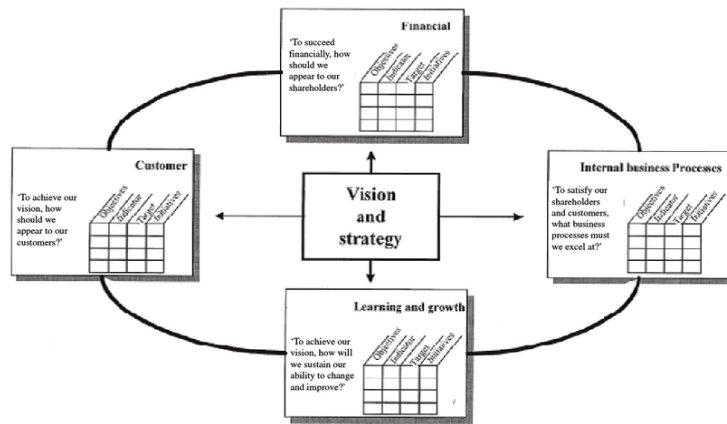 Financial
'To succeed
financially, how
should we
appear to our
shareholders?'
Objectives
Indicator
Target
Initiatives
Customer
'To achieve our
vision, how
should we
appear to our
customers?'
Objectives
Indicator
Target
Initiatives
Vision
and
strategy
Internal business Processes
'To satisfy our
shareholders
and customers,
what business
processes must
we excel at?'
Objectives
Indicator
Target
Initiatives
Learning and growth
'To achieve our
vision, how will
we sustain our
ability to change
and improve?'
Objectives
Indicator
Target
Initiatives